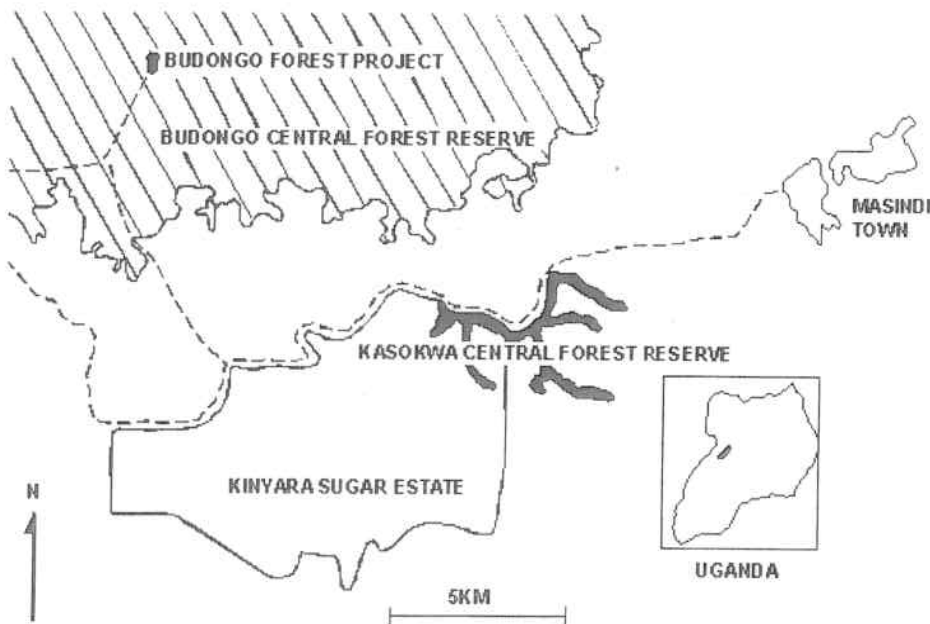 BUDONGO FOREST PROJECT
BUDONGO CENTRAL FOREST RESERVE
MASINDI
TOWN
KASOKWA CENTRAL FOREST RESERVE
KINYARA SUGAR ESTATE
N
UGANDA
5KM